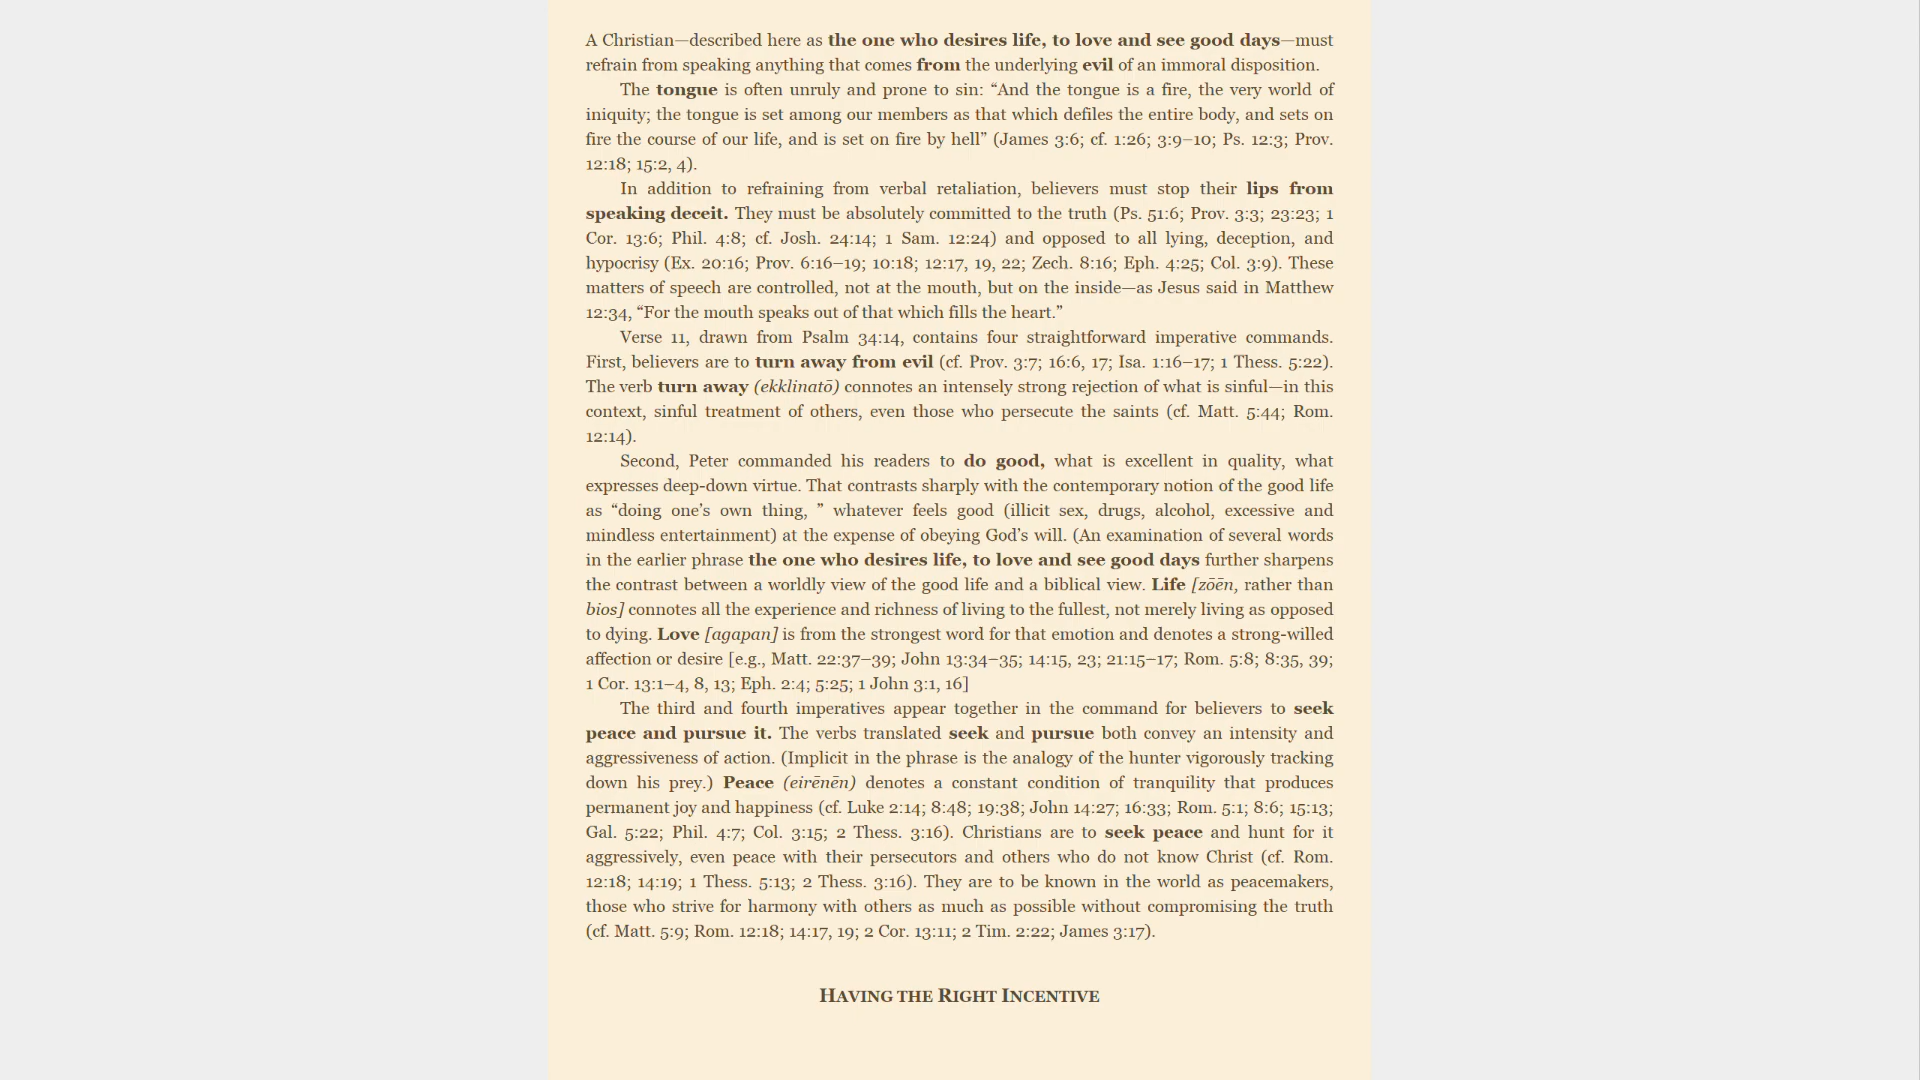 A Christian—described here as the one who desires life, to love and see good days—must
refrain from speaking anything that comes from the underlying evil of an immoral disposition.
The tongue is often unruly and prone to sin: “And the tongue is a fire, the very world of
iniquity; the tongue is set among our members as that which defiles the entire body, and sets on
fire the course of our life, and is set on fire by hell” (James 3:6; cf. 1:26; 3:9–10; Ps. 12:3; Prov.
12:18; 15:2, 4).
In addition to refraining from verbal retaliation, believers must stop their lips from
speaking deceit. They must be absolutely committed to the truth (Ps. 51:6; Prov. 3:3; 23:23; 1
Cor. 13:6; Phil. 4:8; cf. Josh. 24:14; 1 Sam. 12:24) and opposed to all lying, deception, and
hypocrisy (Ex. 20:16; Prov. 6:16–19; 10:18; 12:17, 19, 22; Zech. 8:16; Eph. 4:25; Col. 3:9). These
matters of speech are controlled, not at the mouth, but on the inside—as Jesus said in Matthew
12:34, “For the mouth speaks out of that which fills the heart.”
Verse 11, drawn from Psalm 34:14, contains four straightforward imperative commands.
First, believers are to turn away from evil (cf. Prov. 3:7; 16:6, 17; Isa. 1:16–17; 1 Thess. 5:22).
The verb turn away (ekklinatō) connotes an intensely strong rejection of what is sinful—in this
context, sinful treatment of others, even those who persecute the saints (cf. Matt. 5:44; Rom.
12:14).
Second, Peter commanded his readers to do good, what is excellent in quality, what
expresses deep-down virtue. That contrasts sharply with the contemporary notion of the good life
as “doing one’s own thing, ” whatever feels good (illicit sex, drugs, alcohol, excessive and
mindless entertainment) at the expense of obeying God’s will. (An examination of several words
in the earlier phrase the one who desires life, to love and see good days further sharpens
the contrast between a worldly view of the good life and a biblical view. Life [zōēn, rather than
bios] connotes all the experience and richness of living to the fullest, not merely living as opposed
to dying. Love [agapan] is from the strongest word for that emotion and denotes a strong-willed
affection or desire [e.g., Matt. 22:37–39; John 13:34–35; 14:15, 23; 21:15–17; Rom. 5:8; 8:35, 39;
1 Cor. 13:1–4, 8, 13; Eph. 2:4; 5:25; 1 John 3:1, 16]
The third and fourth imperatives appear together in the command for believers to seek
peace and pursue it. The verbs translated seek and pursue both convey an intensity and
aggressiveness of action. (Implicit in the phrase is the analogy of the hunter vigorously tracking
down his prey.) Peace (eirēnēn) denotes a constant condition of tranquility that produces
permanent joy and happiness (cf. Luke 2:14; 8:48; 19:38; John 14:27; 16:33; Rom. 5:1; 8:6; 15:13;
Gal. 5:22; Phil. 4:7; Col. 3:15; 2 Thess. 3:16). Christians are to seek peace and hunt for it
aggressively, even peace with their persecutors and others who do not know Christ (cf. Rom.
12:18; 14:19; 1 Thess. 5:13; 2 Thess. 3:16). They are to be known in the world as peacemakers,
those who strive for harmony with others as much as possible without compromising the truth
(cf. Matt. 5:9; Rom. 12:18; 14:17, 19; 2 Cor. 13:11; 2 Tim. 2:22; James 3:17).
HAVING THE RIGHT INCENTIVE